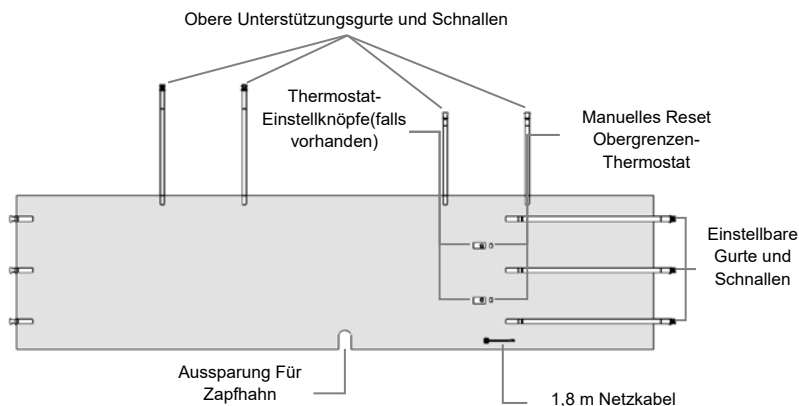 Obere Unterstützungsgurte und Schnallen
Thermostat-
Einstellknöpfe(falls
vorhanden)
Manuelles Reset
Obergrenzen-
Thermostat
Einstellbare
Gurte und
Schnallen
Aussparung Für
Zapfhahn
1,8 m Netzkabel